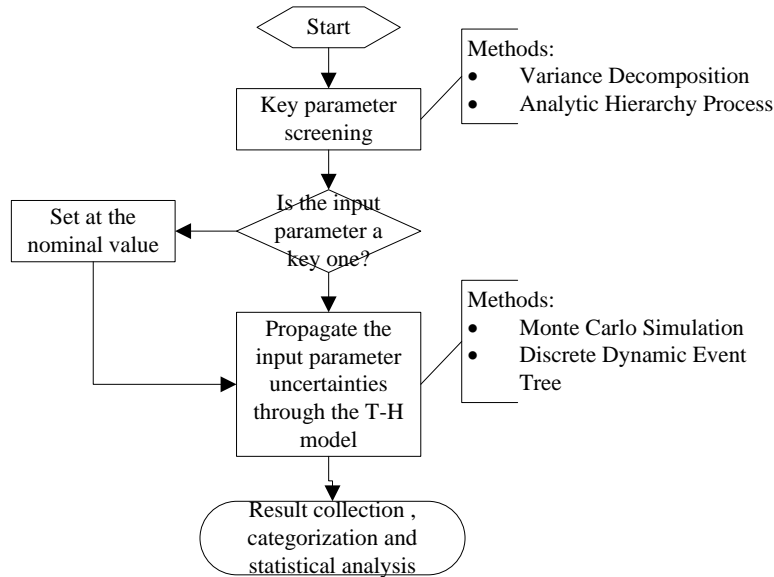 Start
Methods:
• Variance Decomposition
• Analytic Hierarchy Process
Key parameter
screening
Is the input
parameter a
key one?
Set at the
nominal value
Methods:
• Monte Carlo Simulation
• Discrete Dynamic Event
Tree
Propagate the
input parameter
uncertainties
through the T-H
model
Result collection ,
categorization and
statistical analysis